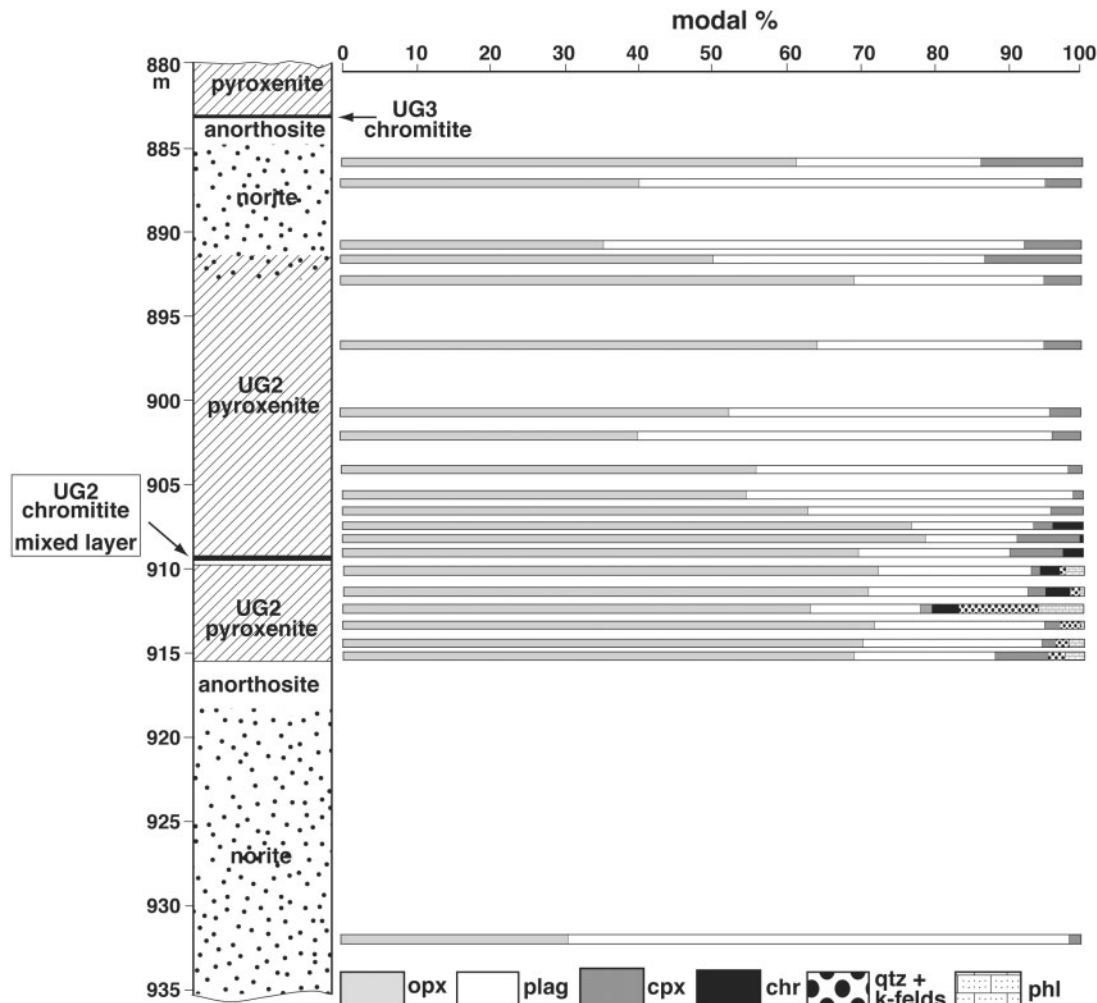 modal %
0 10 20 30 40 50 60 70 80 90 100
880
m
pyroxenite
UG3
chromitite
anorthosite
885
norite
890
895
UG2
pyroxenite
900
905
UG2
chromitite
mixed layer
910
UG2
pyroxenite
915
anorthosite
920
925
norite
930
935
opx plag cpx chr qtz +
k-felds phl